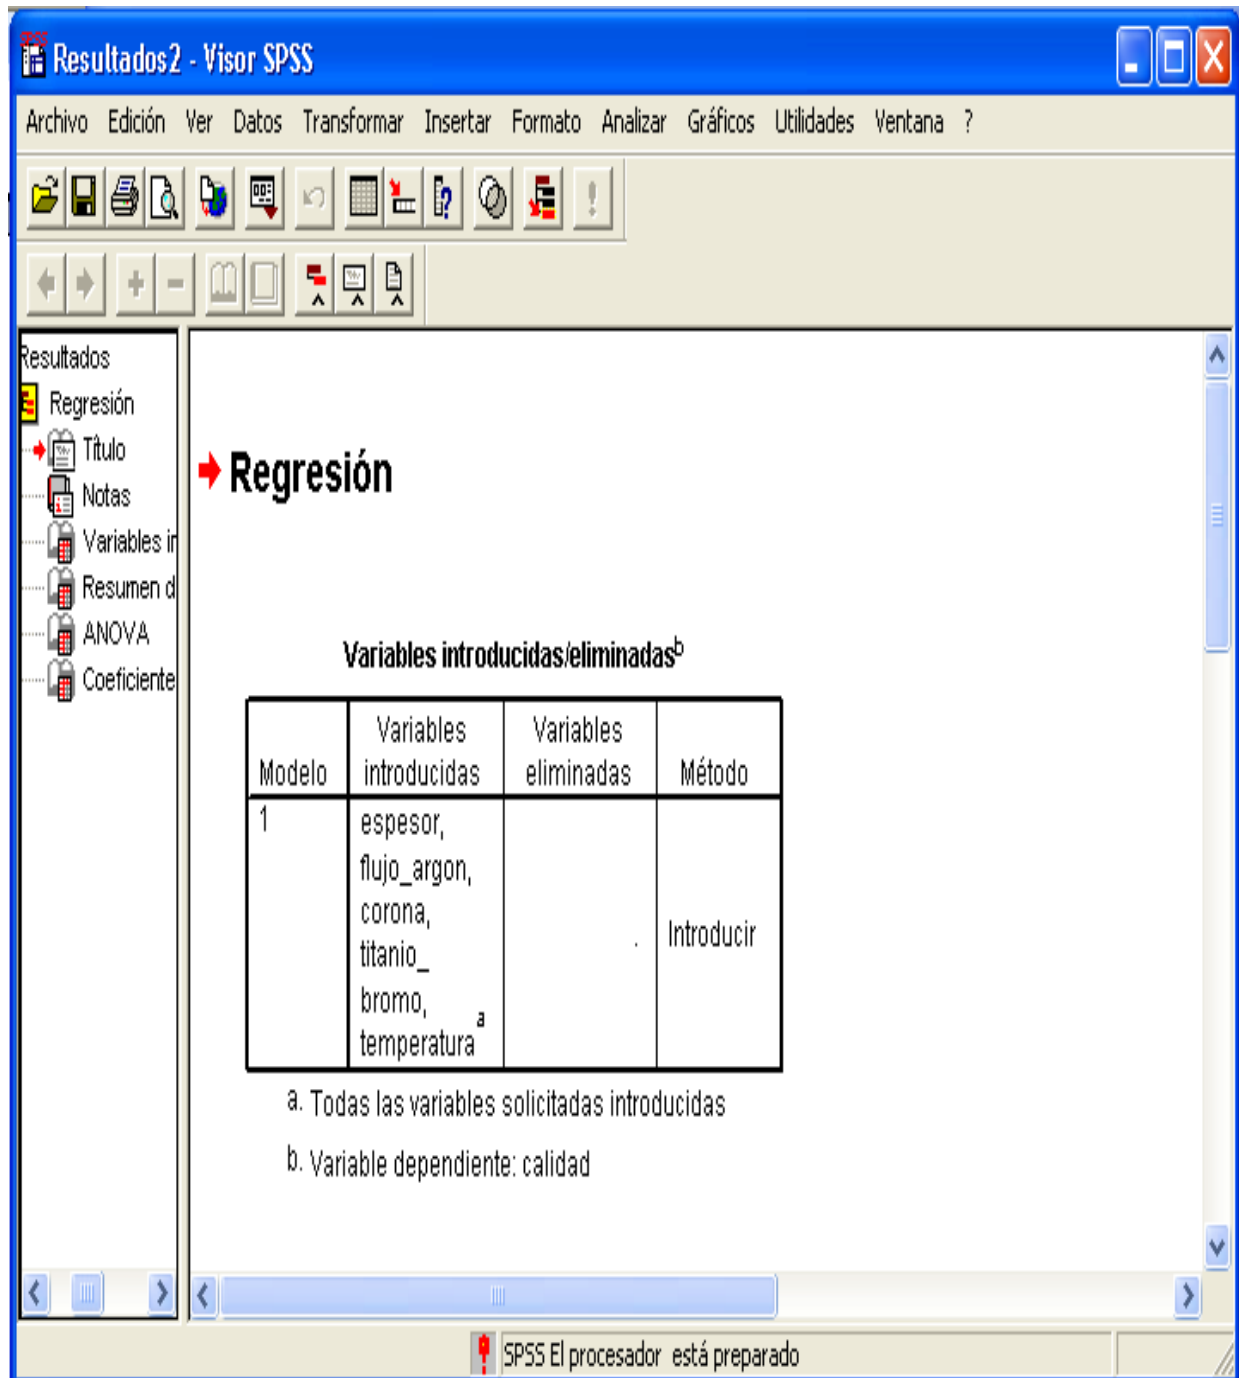 SPSS
Resultados2 - Visor SPSS
Archivo Edición Ver Datos Transformar Insertar Formato Analizar Gráficos Utilidades Ventana ?
Resultados
Regresión
Título
Notas
Variables in
Resumen d
ANOVA
Coeficiente
Regresión
Variables introducidas/eliminadas b
Modelo Variables introducidas Variables eliminadas Método
1 espesor, . Introducir
flujo_argon,
corona,
titanio_
bromo,
temperatura a
a. Todas las variables solicitadas introducidas
b. Variable dependiente: calidad
SPSS El procesador está preparado